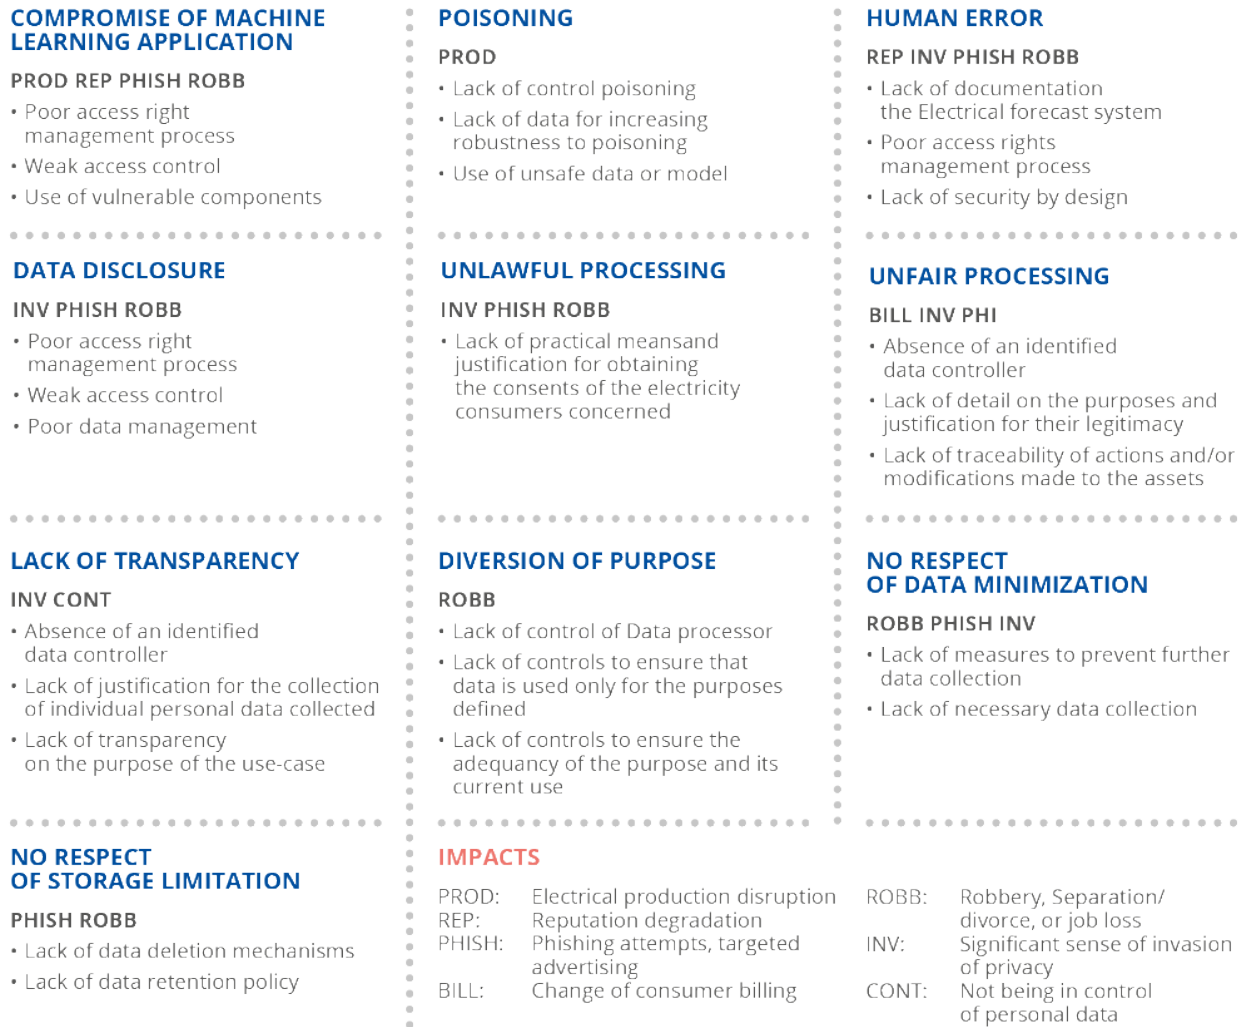 COMPROMISE OF MACHINE
LEARNING APPLICATION
PROD REP PHISH ROBB
• Poor access right
management process
• Weak access control
• Use of vulnerable components
POISONING
PROD
• Lack of control poisoning
• Lack of data for increasing
robustness to poisoning
• Use of unsafe data or model
HUMAN ERROR
REP INV PHISH ROBB
• Lack of documentation
the Electrical forecast system
• Poor access rights
management process
• Lack of security by design
DATA DISCLOSURE
INV PHISH ROBB
• Poor access right
management process
• Weak access control
• Poor data management
UNLAWFUL PROCESSING
INV PHISH ROBB
• Lack of practical meansand
justification for obtaining
the consents of the electricity
consumers concerned
UNFAIR PROCESSING
BILL INV PHI
• Absence of an identified
data controller
• Lack of detail on the purposes and
justification for their legitimacy
• Lack of traceability of actions and/or
modifications made to the assets
LACK OF TRANSPARENCY
INV CONT
• Absence of an identified
data controller
• Lack of justification for the collection
of individual personal data collected
• Lack of transparency
on the purpose of the use-case
DIVERSION OF PURPOSE
ROBB
• Lack of control of Data processor
• Lack of controls to ensure that
data is used only for the purposes
defined
• Lack of controls to ensure the
adequancy of the purpose and its
current use
NO RESPECT
OF DATA MINIMIZATION
ROBB PHISH INV
• Lack of measures to prevent further
data collection
• Lack of necessary data collection
NO RESPECT
OF STORAGE LIMITATION
PHISH ROBB
• Lack of data deletion mechanisms
• Lack of data retention policy
IMPACTS
PROD: Electrical production disruption
REP: Reputation degradation
PHISH: Phishing attempts, targeted
advertising
BILL: Change of consumer billing
ROBB: Robbery, Separation/
divorce, or job loss
INV: Significant sense of invasion
of privacy
CONT: Not being in control
of personal data